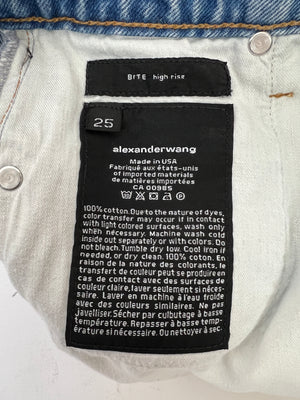 BITE high rise
25
alexanderwang
Made in USA
Fabriqué aux états-unis
of imported materials
de matières importées
CA 00985
100% cotton. Due to the nature of dyes,
color transfer may occur if in contact
with light colored surfaces, wash only
when necessary. Machine wash cold
inside out separately or with colors. Do
not bleach. Tumble dry low. Cool iron if
needed, or dry clean. 100% coton. En
raison de la nature des colorants, le
transfert de couleur peut se produire
en cas de contact avec des surfaces de
couleur claire, laver seulement si néces-
saire. Laver en machine à l'eau froide
avec des couleurs similaires. Ne pas
javelliser. Sécher par culbutage à basse
température. Repasser à basse tempéra-
ture si nécessaire. Ou nettoyer à sec.